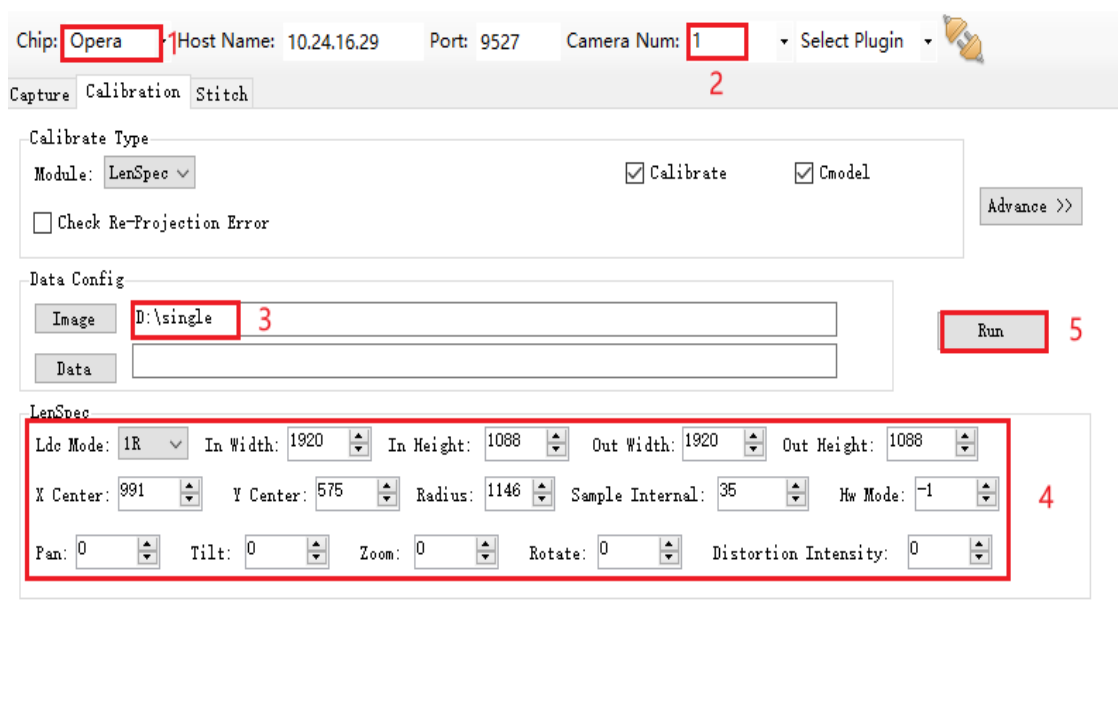 Chip: Opera 1 Host Name: 10.24.16.29 Port: 9527 Camera Num: 1 Select Plugin
2
Capture Calibration Stitch
Calibrate Type
Module: LenSpec Calibrate Cmodel
Advance >>
Check Re-Projection Error
Data Config
Image D:\single 3
Run 5
Data
LenSpec
Ldc Mode: 1R In Width: 1920 In Height: 1088 Out Width: 1920 Out Height: 1088
X Center: 991 Y Center: 575 Radius: 1146 Sample Internal: 35 Hw Mode: -1 4
Pan: 0 Tilt: 0 Zoom: 0 Rotate: 0 Distortion Intensity: 0